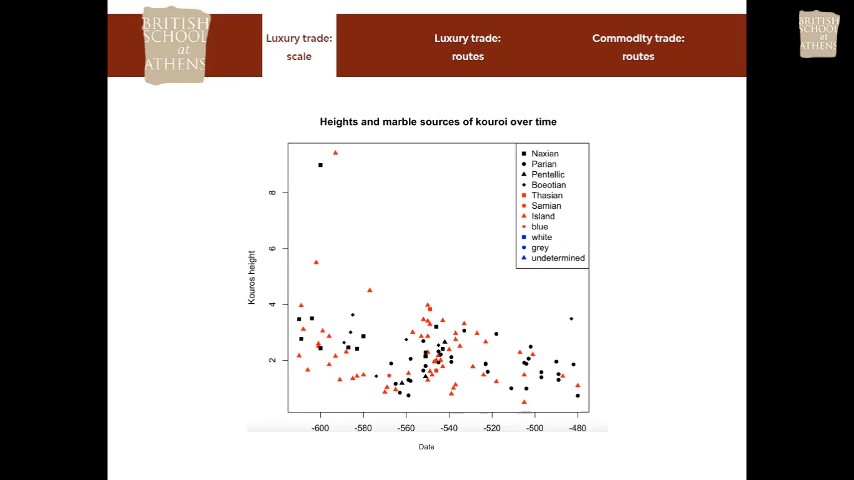 BRITISH
SCHOOL
at
ATHENS
Luxury trade:
scale
Luxury trade:
routes
Commodity trade:
routes
BRITISH
SCHOOL
at
ATHENS
Heights and marble sources of kouroi over time
Naxian
Parian
Pentellic
Boeotian
Thasian
Samian
Island
blue
white
grey
undetermined
Kouros height
8
6
4
2
-600 -580 -560 -540 -520 -500 -480
Date